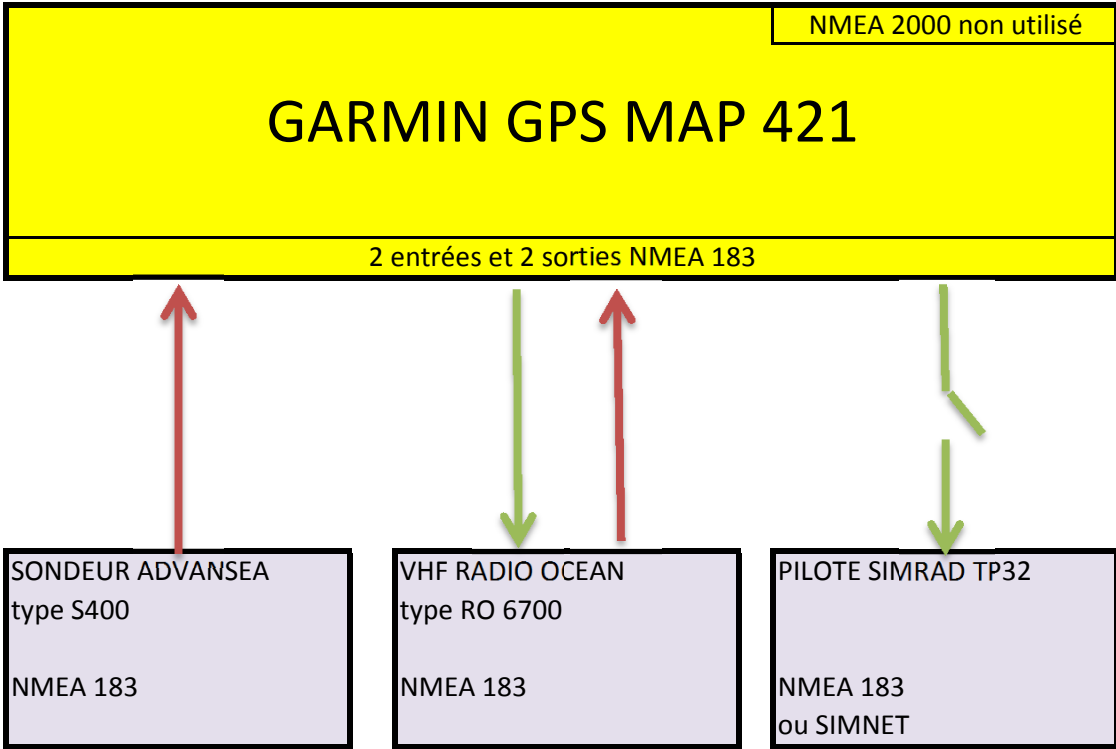 NMEA 2000 non utilisé
GARMIN GPS MAP 421
2 entrées et 2 sorties NMEA 183
SONDEUR ADVANSEA
type S400
NMEA 183
VHF RADIO OCEAN
type RO 6700
NMEA 183
PILOTE SIMRAD TP32
NMEA 183
ou SIMNET